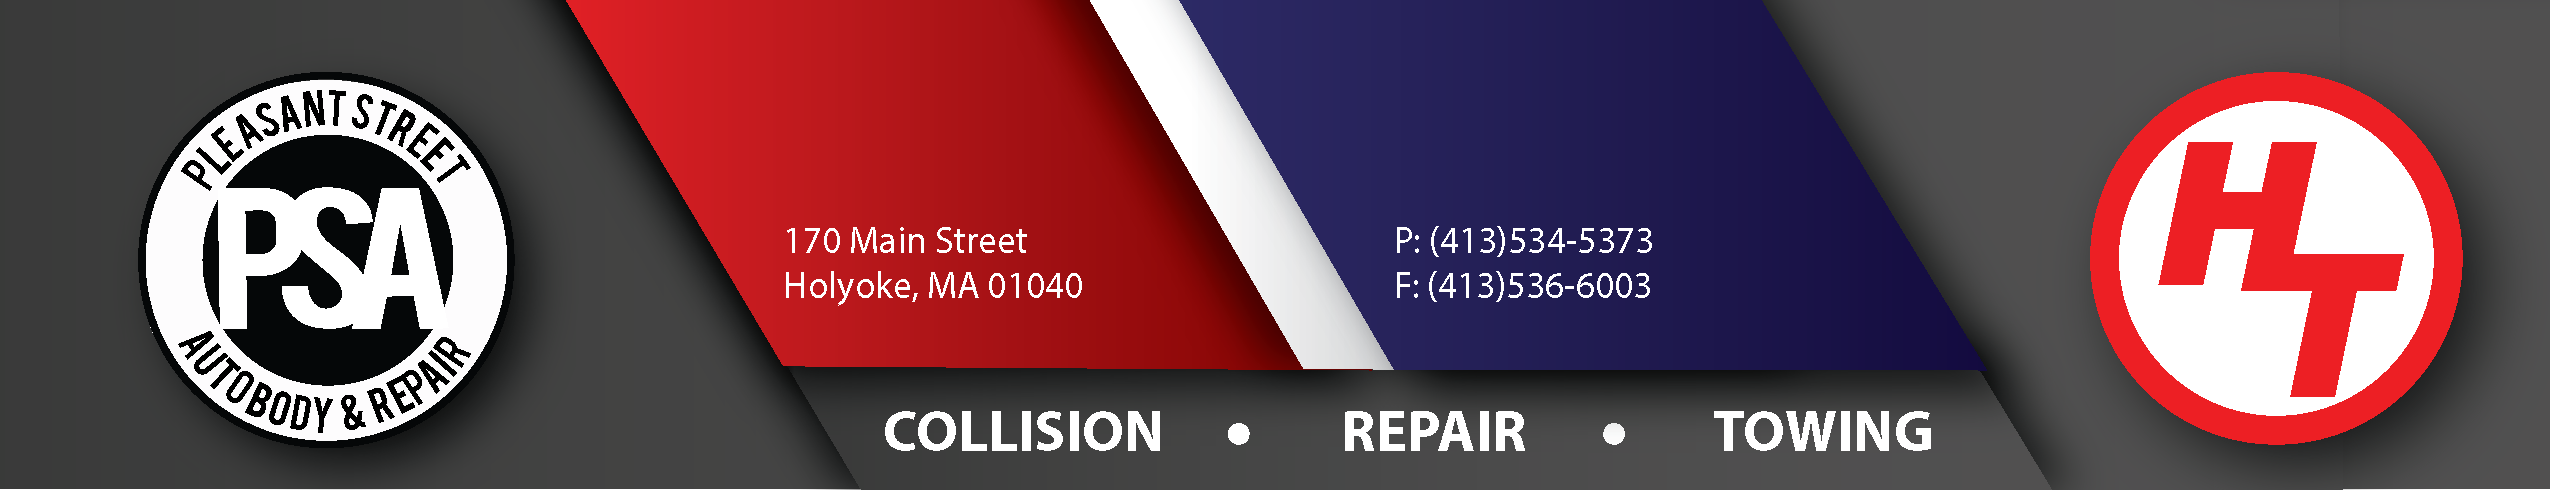 PLEASANT STREET
PSA
AUTOBODY & REPAIR
170 Main Street
Holyoke, MA 01040
P: (413)534-5373
F: (413)536-6003
HT
COLLISION • REPAIR • TOWING